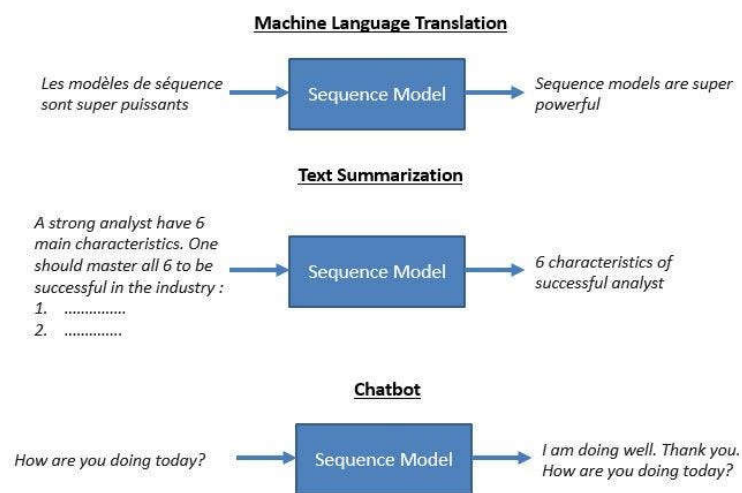 Machine Language Translation
Les modèles de séquence
sont super puissants
Sequence Model
Sequence models are super
powerful
Text Summarization
A strong analyst have 6
main characteristics. One
should master all 6 to be
successful in the industry :
1. ...............
2. ..............
Sequence Model
6 characteristics of
successful analyst
Chatbot
How are you doing today?
Sequence Model
I am doing well. Thank you.
How are you doing today?